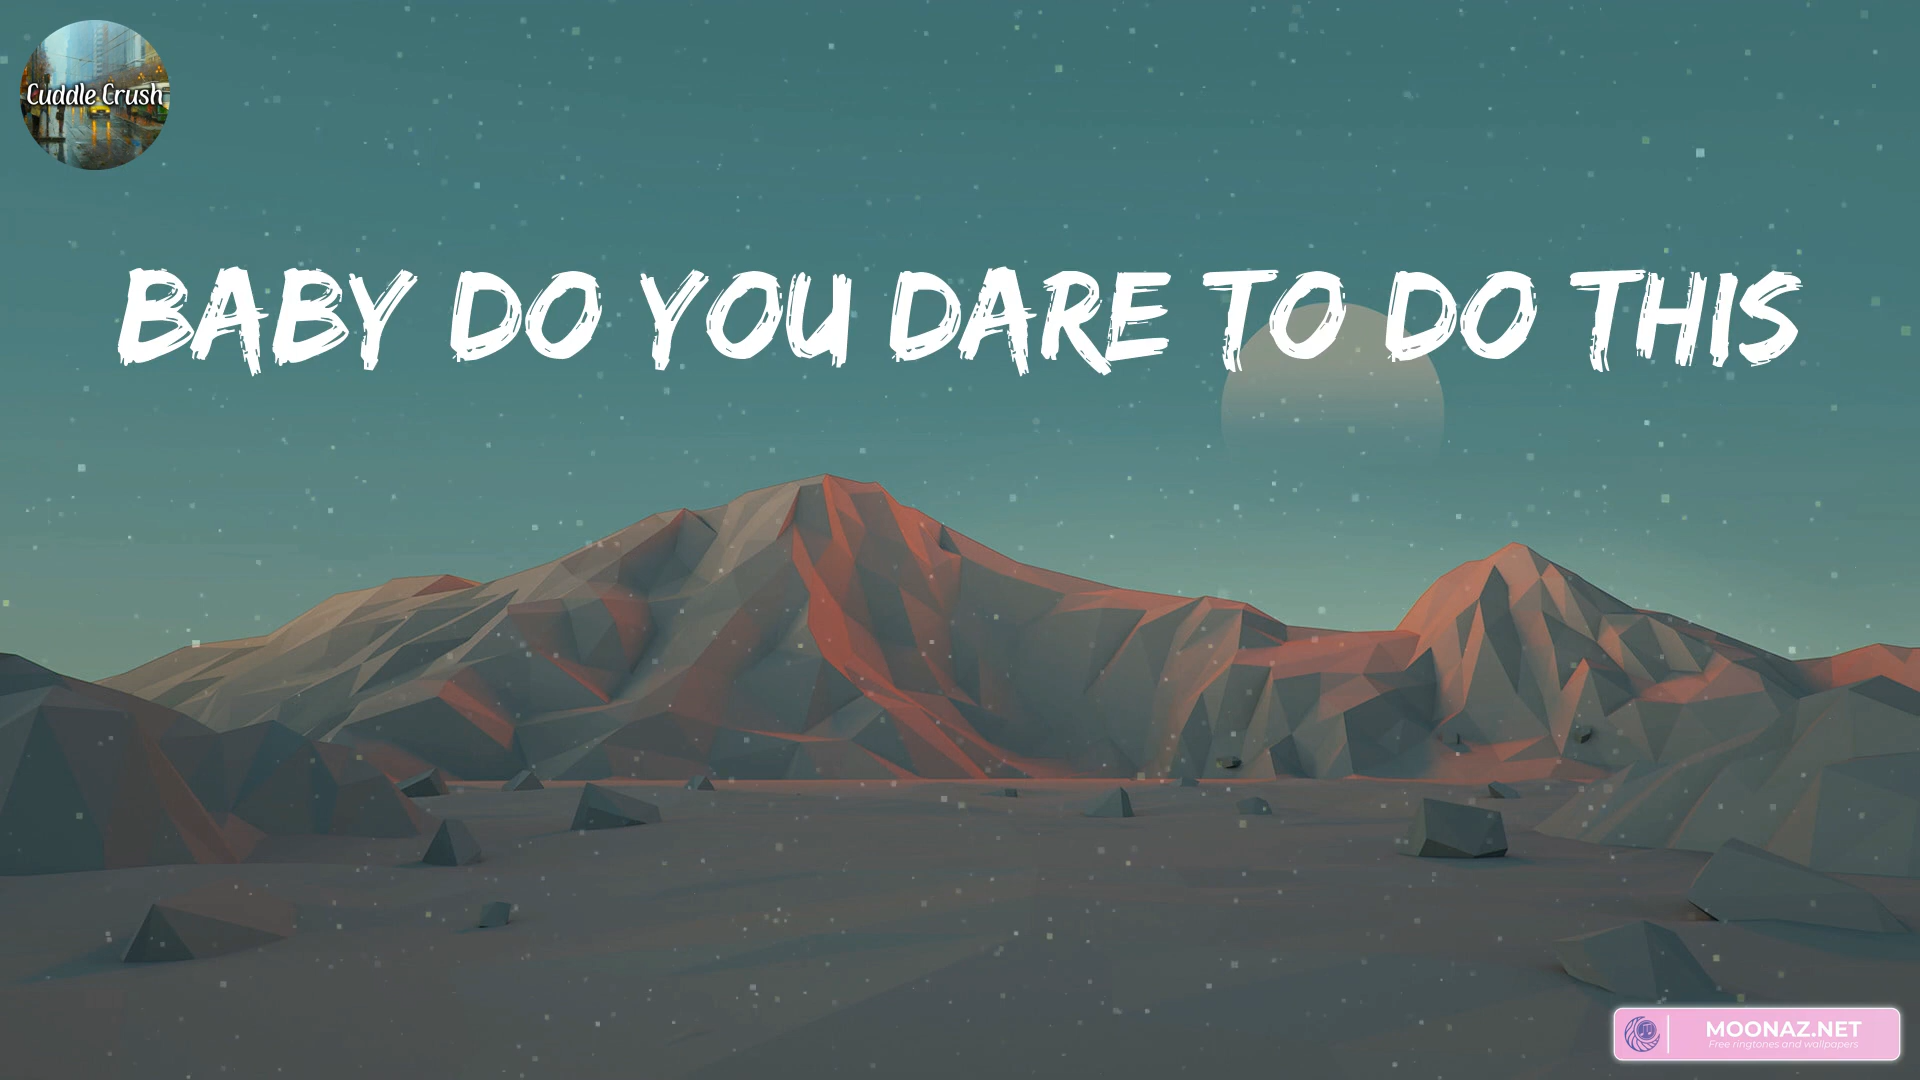 Cuddle Crush
BABY DO YOU DARE TO DO THIS
MOONAZ.NET
Free ringtones and wallpapers